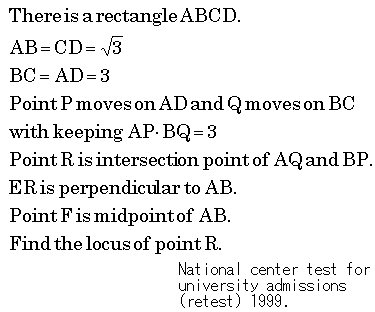 There is a rectangle ABCD.
AB = CD = √3
BC = AD = 3
Point P moves on AD and Q moves on BC
with keeping AP·BQ = 3
Point R is intersection point of AQ and BP.
ER is perpendicular to AB.
Point F is midpoint of AB.
Find the locus of point R.
National center test for
university admissions
(retest) 1999.